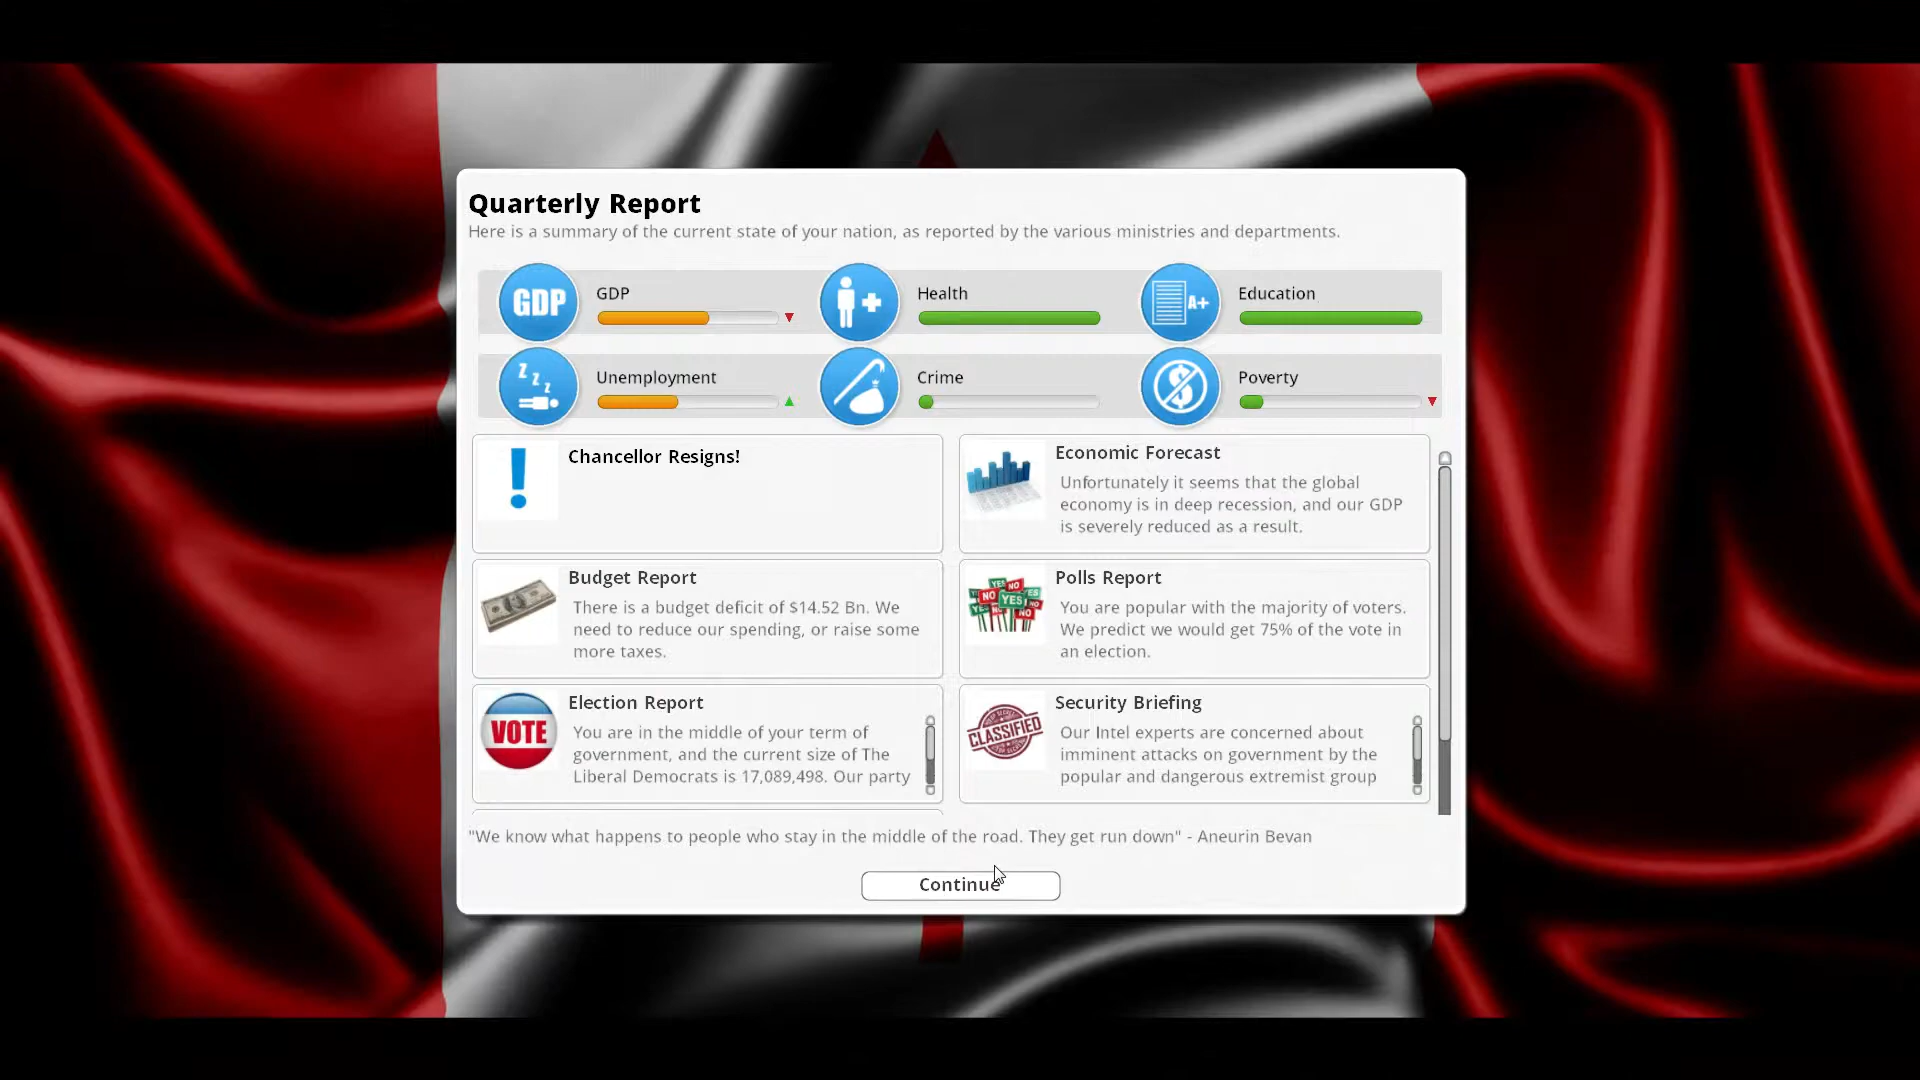 Quarterly Report
Here is a summary of the current state of your nation, as reported by the various ministries and departments.
GDP
GDP
Health
A+
Education
Z Z Z
Unemployment
Crime
$
Poverty
Chancellor Resigns!
Economic Forecast
Unfortunately it seems that the global
economy is in deep recession, and our GDP
is severely reduced as a result.
Budget Report
There is a budget deficit of $14.52 Bn. We
need to reduce our spending, or raise some
more taxes.
YES NO YES NO YES NO NO
Polls Report
You are popular with the majority of voters.
We predict we would get 75% of the vote in
an election.
VOTE
Election Report
You are in the middle of your term of
government, and the current size of The
Liberal Democrats is 17,089,498. Our party
CLASSIFIED
Security Briefing
Our Intel experts are concerned about
imminent attacks on government by the
popular and dangerous extremist group
"We know what happens to people who stay in the middle of the road. They get run down" - Aneurin Bevan
Continue